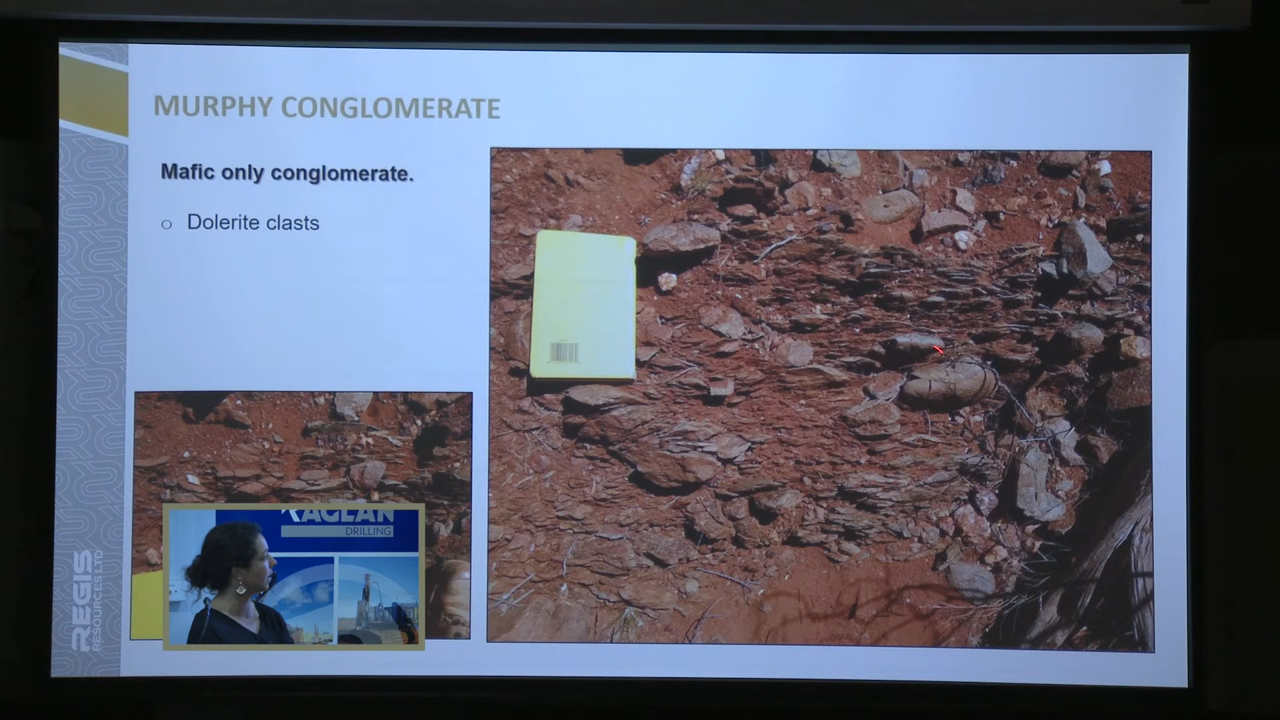 MURPHY CONGLOMERATE
Mafic only conglomerate.
Dolerite clasts
RAGLAN
DRILLING
REGIS
RESOURCES LTD